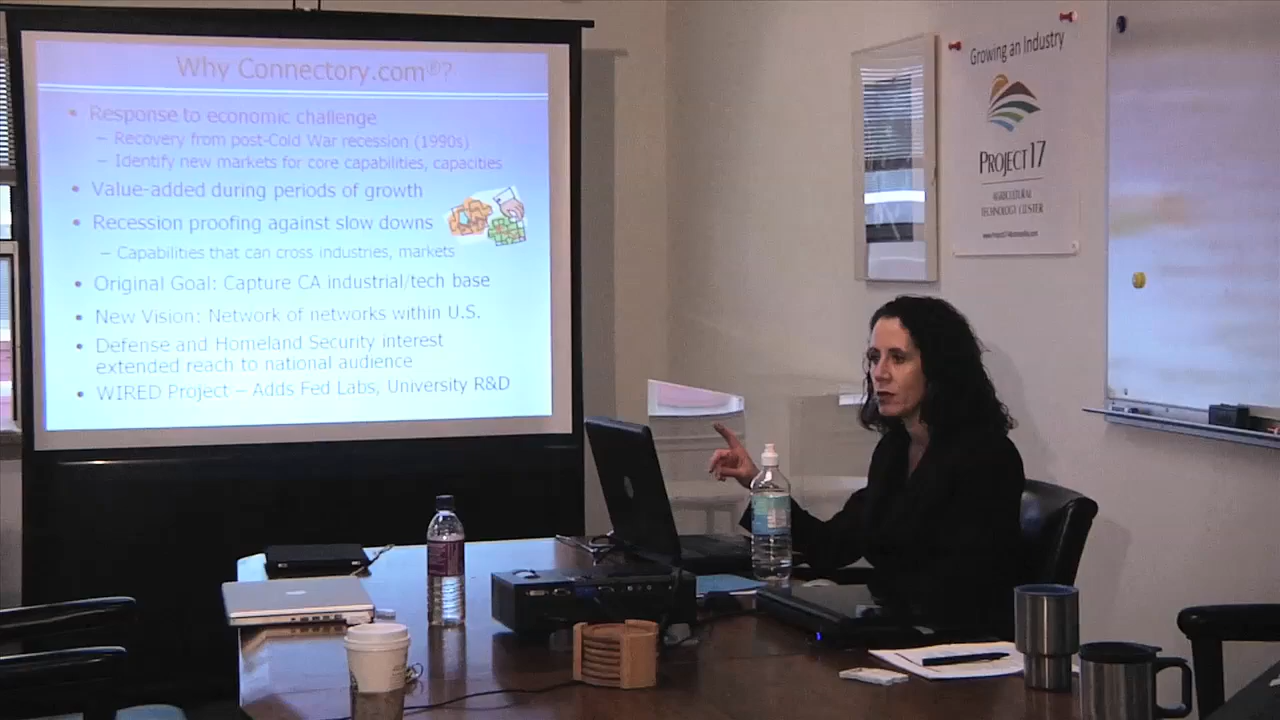 Why Connectory.com®?
• Response to economic challenge
– Recovery from post-Cold War recession (1990s)
– Identify new markets for core capabilities, capacities
• Value-added during periods of growth
• Recession proofing against slow downs
– Capabilities that can cross industries, markets
• Original Goal: Capture CA industrial/tech base
• New Vision: Network of networks within U.S.
• Defense and Homeland Security interest
extended reach to national audience
• WIRED Project – Adds Fed Labs, University R&D
Growing an Industry
PROJECT 17
AGRICULTURAL
TECHNOLOGY CLUSTER